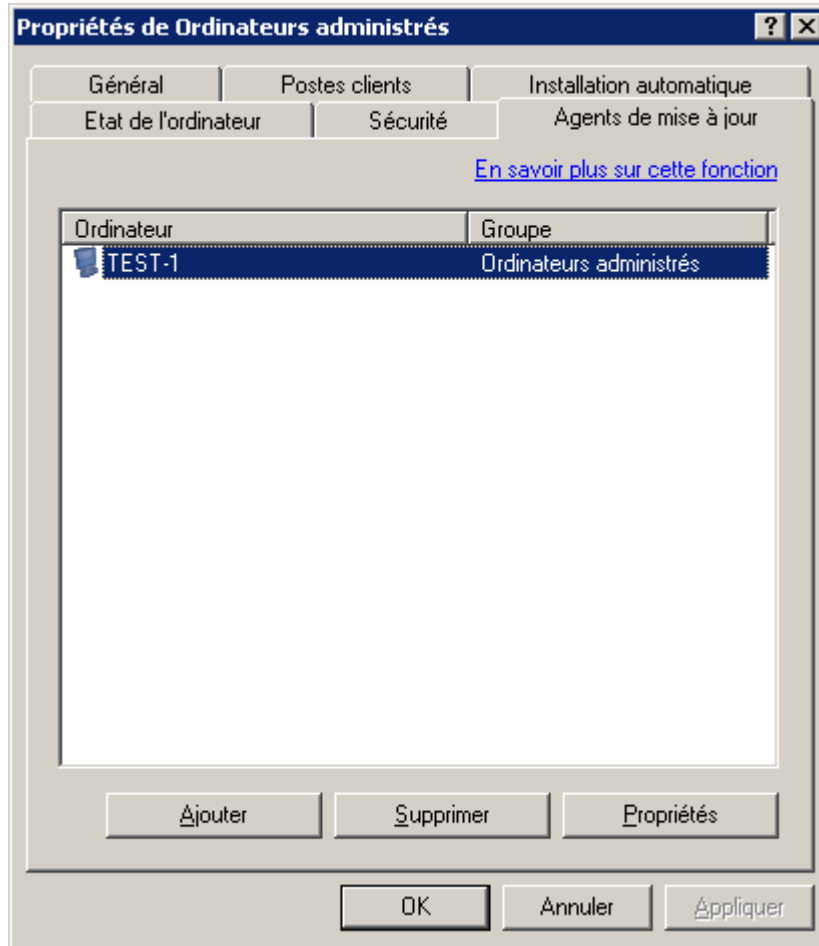 Propriétés de Ordinateurs administrés
Général Postes clients Installation automatique
Etat de l'ordinateur Sécurité Agents de mise à jour
En savoir plus sur cette fonction
Ordinateur Groupe
TEST-1 Ordinateurs administrés
Ajouter Supprimer Propriétés
OK Annuler Appliquer